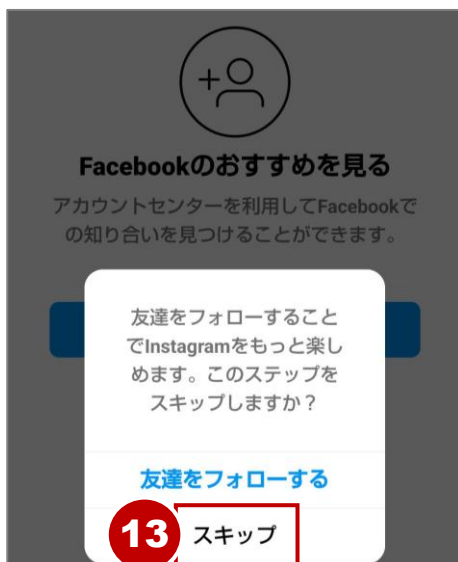 Facebookのおすすめを見る
アカウントセンターを利用してFacebookで
の知り合いを見つけることができます。
友達をフォローすること
でInstagramをもっと楽し
めます。このステップを
スキップしますか？
友達をフォローする
13 スキップ